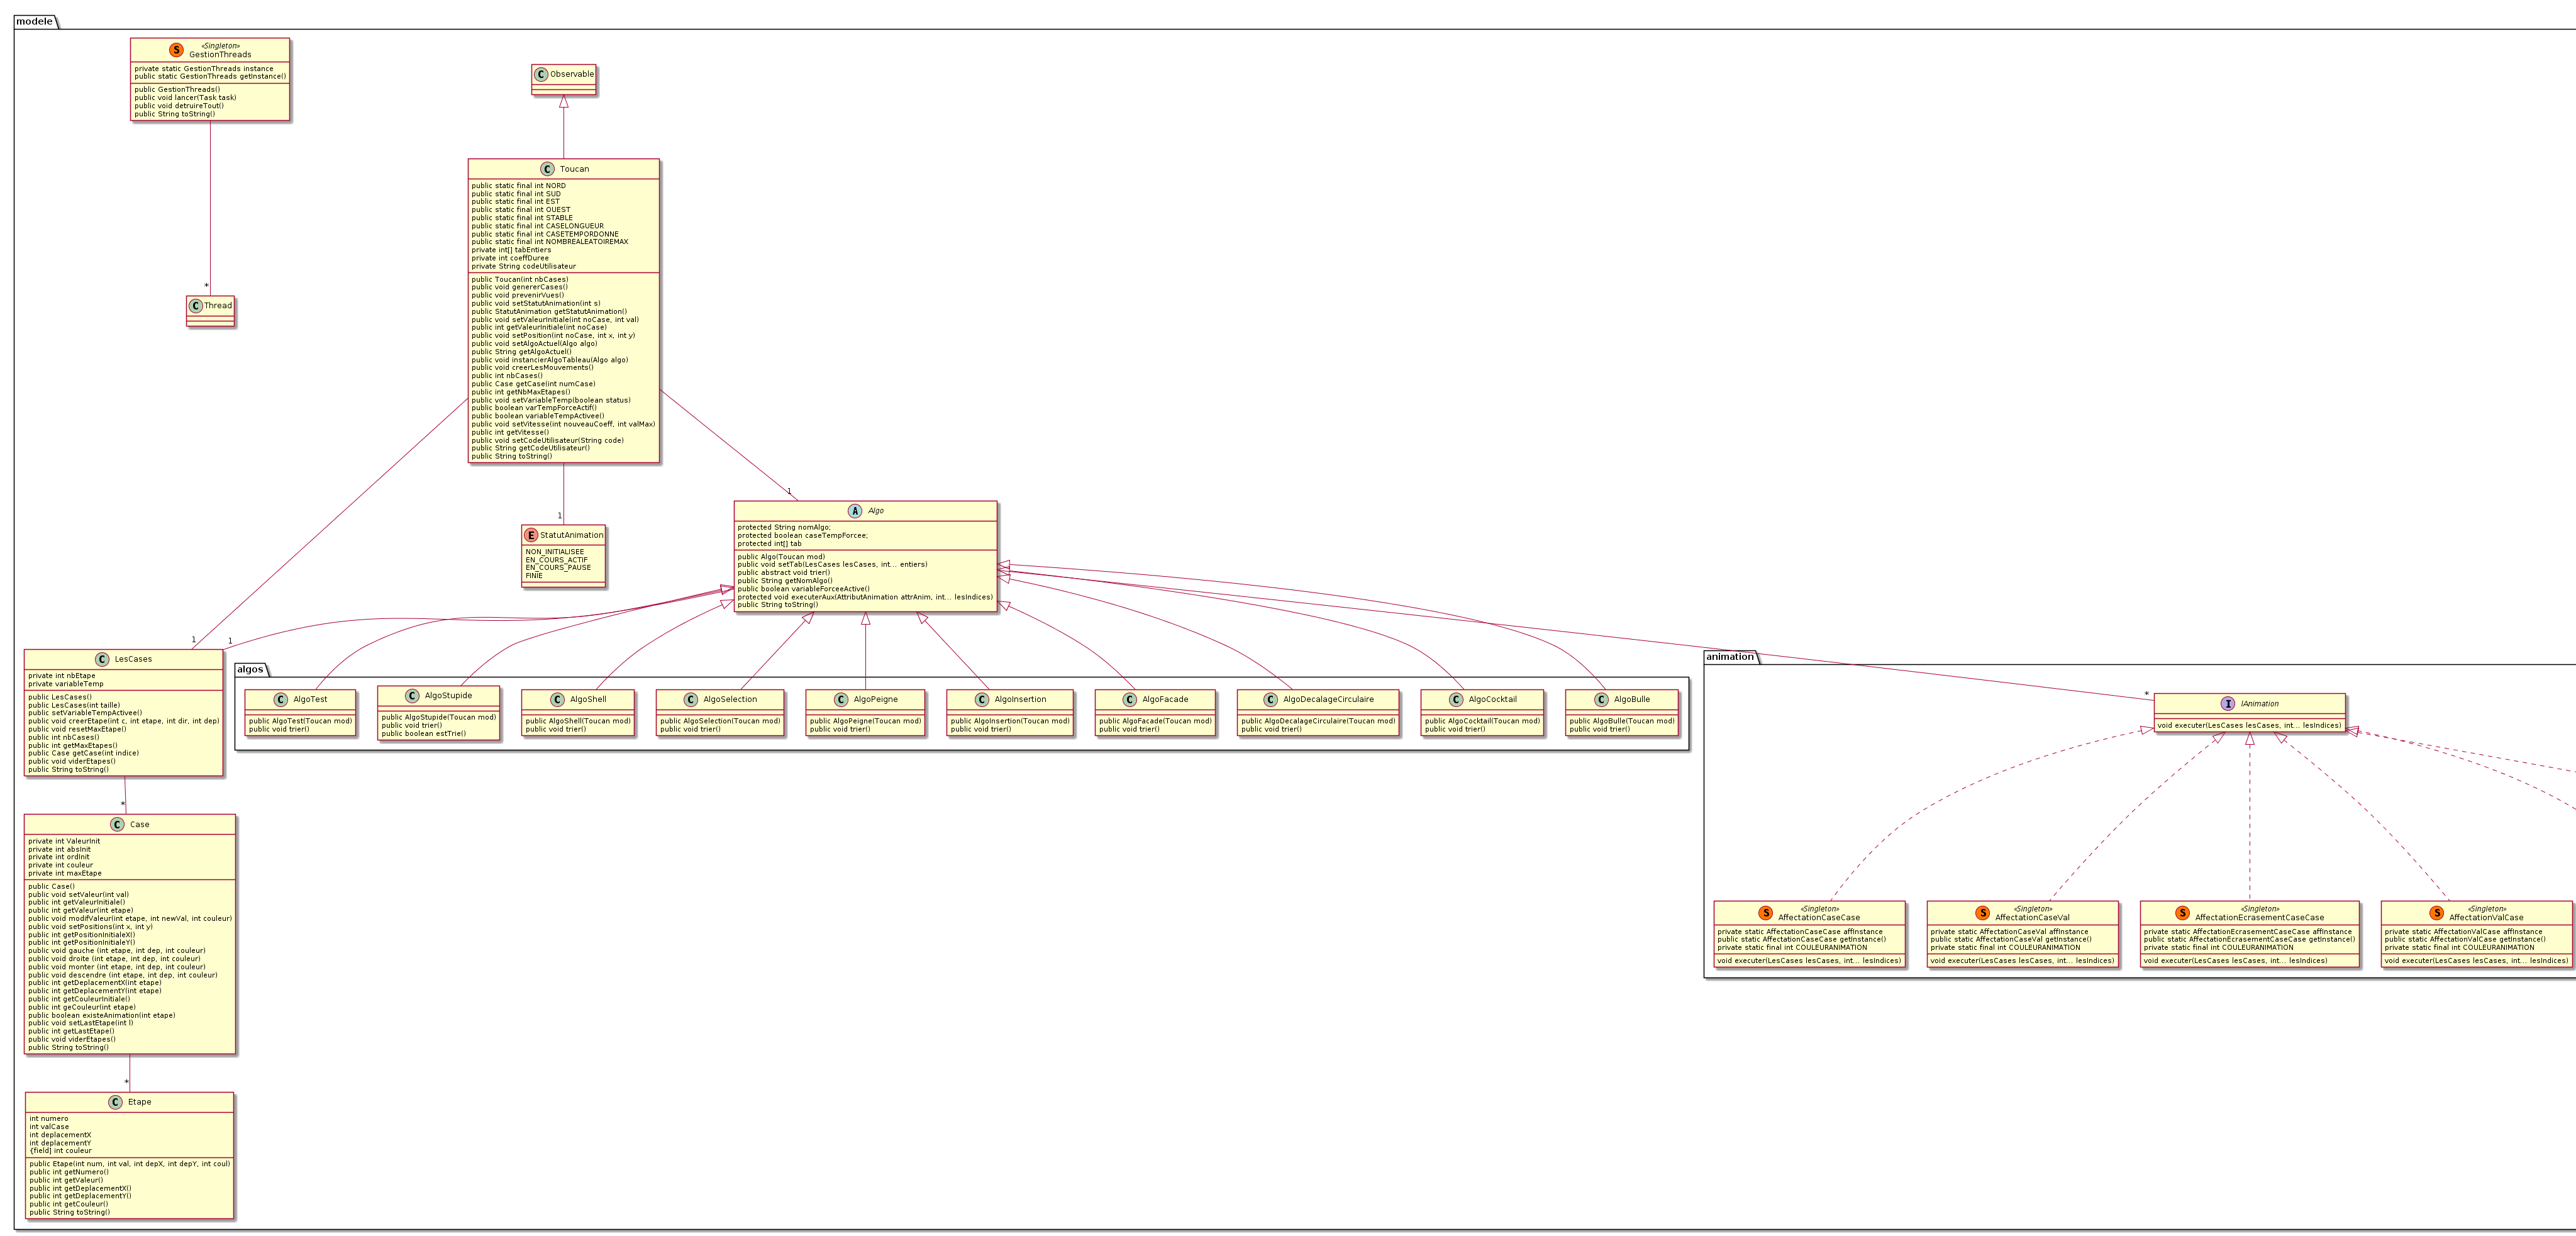 modele
«Singleton»
GestionThreads
private static GestionThreads instance
public static GestionThreads getInstance()
public GestionThreads()
public void lancer(Task task)
public void detruireTout()
public String toString()
Observable
Toucan
public static final int NORD
public static final int SUD
public static final int EST
public static final int OUEST
public static final int STABLE
public static final int CASELONGUEUR
public static final int CASETEMPORDONNE
public static final int NOMBREALEATOIREMAX
private int[] tabEntiers
private int coeffDuree
private String codeUtilisateur
public Toucan(int nbCases)
public void genererCases()
public void prevenirVues()
public void setStatutAnimation(int s)
public StatutAnimation getStatutAnimation()
public void setValeurInitiale(int noCase, int val)
public int getValeurInitiale(int noCase)
public void setPosition(int noCase, int x, int y)
public void setAlgoActuel(Algo algo)
public String getAlgoActuel()
public void instancierAlgoTableau(Algo algo)
public void creerLesMouvements()
public int nbCases()
public Case getCase(int numCase)
public int getNbMaxEtapes()
public void setVariableTemp(boolean status)
public boolean varTempForceActif()
public boolean variableTempActivee()
public void setVitesse(int nouveauCoeff, int valMax)
public int getVitesse()
public void setCodeUtilisateur(String code)
public String getCodeUtilisateur()
public String toString()
*
Thread
1
1
StatutAnimation
NON_INITIALISEE
EN_COURS_ACTIF
EN_COURS_PAUSE
FINIE
Algo
protected String nomAlgo;
protected boolean caseTempForcee;
protected int[] tab
public Algo(Toucan mod)
public void setTab(LesCases lesCases, int... entiers)
public abstract void trier()
public String getNomAlgo()
public boolean variableForceeActive()
protected void executerAux(AttributAnimation attrAnim, int... lesIndices)
public String toString()
1
1
LesCases
private int nbEtape
private variableTemp
public LesCases()
public LesCases(int taille)
public setVariableTempActivee()
public void creerEtape(int c, int etape, int dir, int dep)
public void resetMaxEtape()
public int nbCases()
public int getMaxEtapes()
public Case getCase(int indice)
public void viderEtapes()
public String toString()
algos
AlgoTest
public AlgoTest(Toucan mod)
public void trier()
AlgoStupide
public AlgoStupide(Toucan mod)
public void trier()
public boolean estTrie()
AlgoShell
public AlgoShell(Toucan mod)
public void trier()
AlgoSelection
public AlgoSelection(Toucan mod)
public void trier()
AlgoPeigne
public AlgoPeigne(Toucan mod)
public void trier()
AlgoInsertion
public AlgoInsertion(Toucan mod)
public void trier()
AlgoFacade
public AlgoFacade(Toucan mod)
public void trier()
AlgoDecalageCirculaire
public AlgoDecalageCirculaire(Toucan mod)
public void trier()
AlgoCocktail
public AlgoCocktail(Toucan mod)
public void trier()
AlgoBulle
public AlgoBulle(Toucan mod)
public void trier()
animation
*
IAnimation
void executer(LesCases lesCases, int... lesIndices)
*
Case
private int ValeurInit
private int absInit
private int ordInit
private int couleur
private int maxEtape
public Case()
public void setValeur(int val)
public int getValeurInitiale()
public int getValeur(int etape)
public void modifValeur(int etape, int newVal, int couleur)
public void setPositions(int x, int y)
public int getPositionInitialeX()
public int getPositionInitialeY()
public void gauche (int etape, int dep, int couleur)
public void droite (int etape, int dep, int couleur)
public void monter (int etape, int dep, int couleur)
public void descendre (int etape, int dep, int couleur)
public int getDeplacementX(int etape)
public int getDeplacementY(int etape)
public int getCouleurInitiale()
public int geCouleur(int etape)
public boolean existeAnimation(int etape)
public void setLastEtape(int l)
public int getLastEtape()
public void viderEtapes()
public String toString()
«Singleton»
AffectationCaseCase
private static AffectationCaseCase affInstance
public static AffectationCaseCase getInstance()
private static final int COULEURANIMATION
void executer(LesCases lesCases, int... lesIndices)
«Singleton»
AffectationCaseVal
private static AffectationCaseVal affInstance
public static AffectationCaseVal getInstance()
private static final int COULEURANIMATION
void executer(LesCases lesCases, int... lesIndices)
«Singleton»
AffectationEcrasementCaseCase
private static AffectationEcrasementCaseCase affInstance
public static AffectationEcrasementCaseCase getInstance()
private static final int COULEURANIMATION
void executer(LesCases lesCases, int... lesIndices)
«Singleton»
AffectationValCase
private static AffectationValCase affInstance
public static AffectationValCase getInstance()
private static final int COULEURANIMATION
void executer(LesCases lesCases, int... lesIndices)
*
Etape
int numero
int valCase
int deplacementX
int deplacementY
{field] int couleur
public Etape(int num, int val, int depX, int depY, int coul)
public int getNumero()
public int getValeur()
public int getDeplacementX()
public int getDeplacementY()
public int getCouleur()
public String toString()